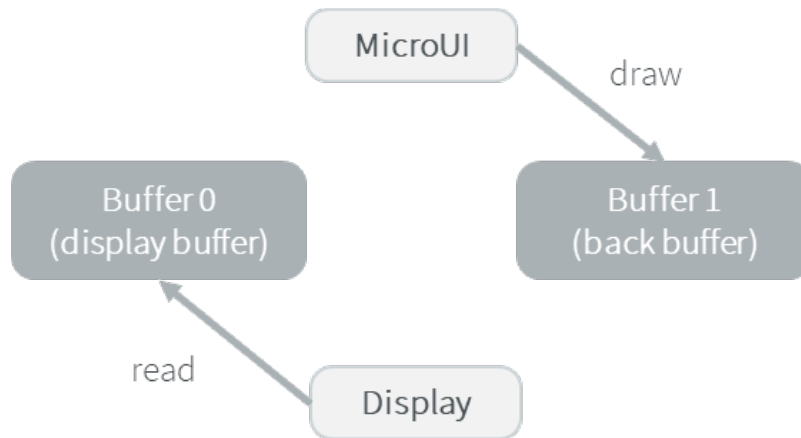 MicroUI
draw
Buffer 0
(display buffer)
Buffer 1
(back buffer)
read
Display